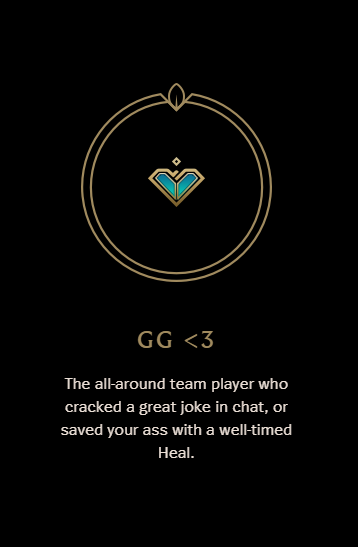 GG <3
The all-around team player who
cracked a great joke in chat, or
saved your ass with a well-timed
Heal.